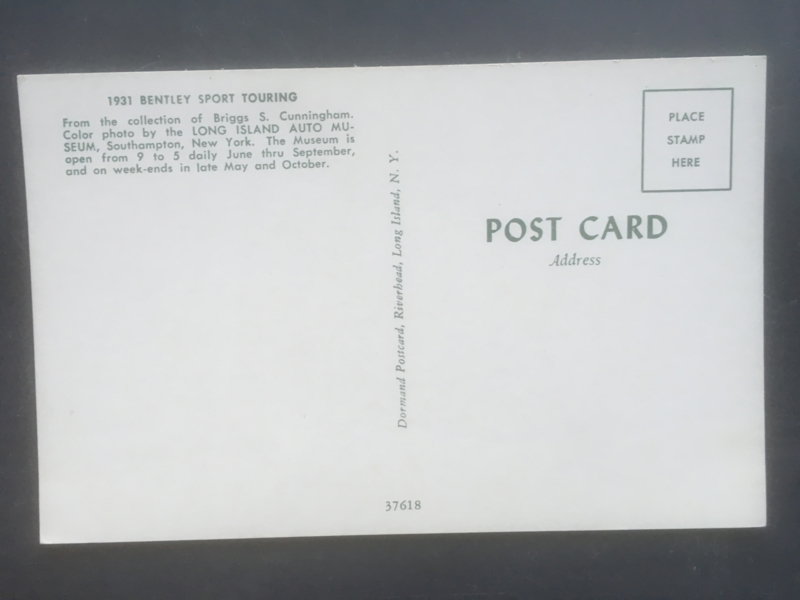 1931 BENTLEY SPORT TOURING
From the collection of Briggs S. Cunningham.
Color photo by the LONG ISLAND AUTO MU-
SEUM, Southampton, New York. The Museum is
open from 9 to 5 daily June thru September,
and on week-ends in late May and October.
Dormand Postcard, Riverhead, Long Island, N. Y.
37618
PLACE
STAMP
HERE
POST CARD
Address